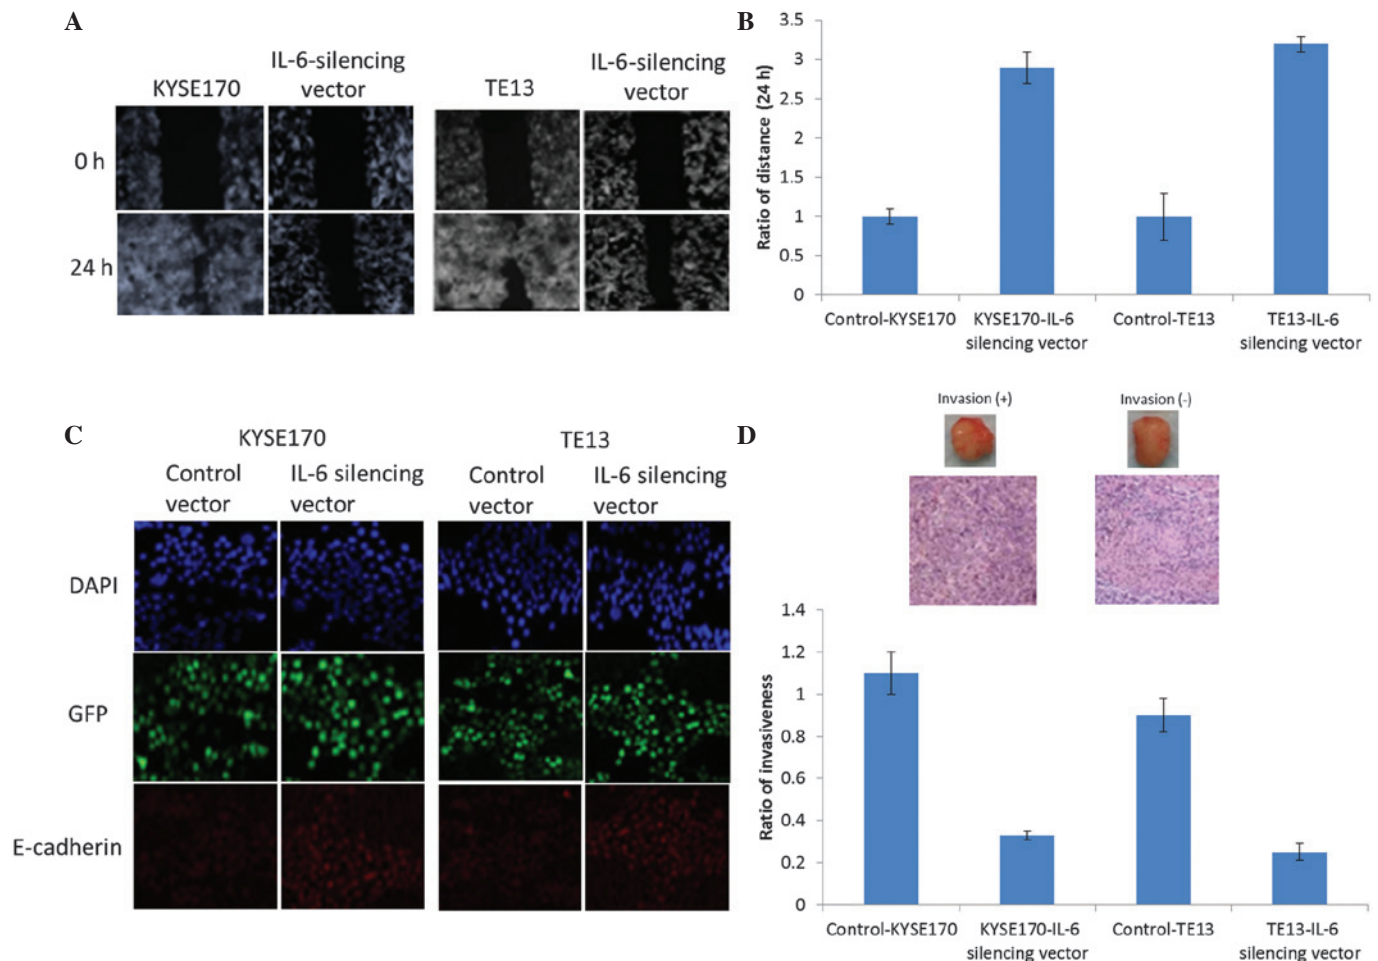 A
KYSE170
IL-6-silencing
vector
TE13
IL-6-silencing
vector
0 h
24 h
B
3.5
3
2.5
2
1.5
1
0.5
0
Ratio of distance (24 h)
Control-KYSE170
KYSE170-IL-6
silencing vector
Control-TE13
TE13-IL-6
silencing vector
C
KYSE170
TE13
Control
vector
IL-6 silencing
vector
Control
vector
IL-6 silencing
vector
DAPI
GFP
E-cadherin
D
Invasion (+)
Invasion (-)
1.4
1.2
1
0.8
0.6
0.4
0.2
0
Ratio of invasiveness
Control-KYSE170
KYSE170-IL-6
silencing vector
Control-TE13
TE13-IL-6
silencing vector